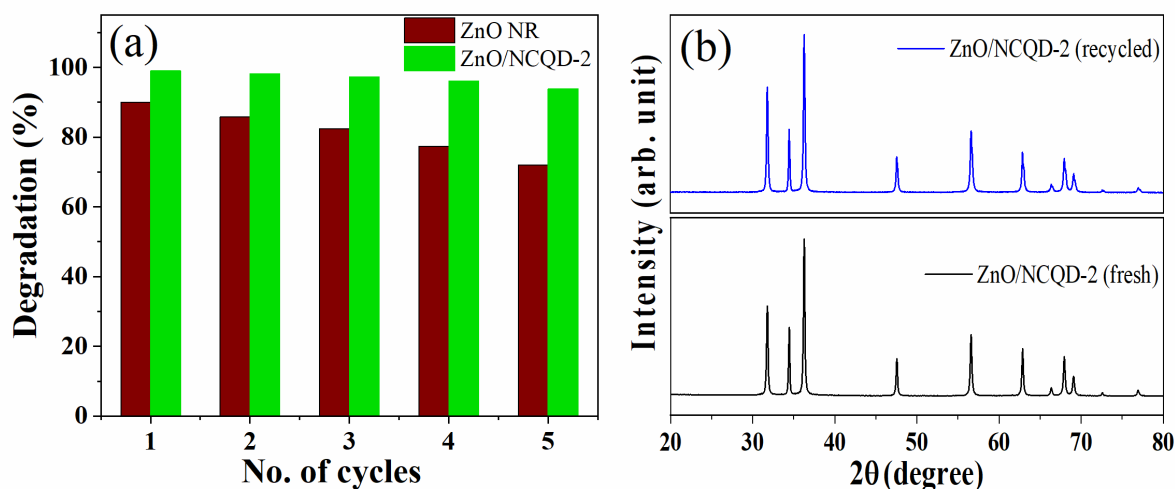 (a)
ZnO NR
ZnO/NCQD-2
Degradation (%)
100
80
60
40
20
0
1 2 3 4 5
No. of cycles
(b)
ZnO/NCQD-2 (recycled)
ZnO/NCQD-2 (fresh)
Intensity (arb. unit)
20 30 40 50 60 70 80
2θ (degree)